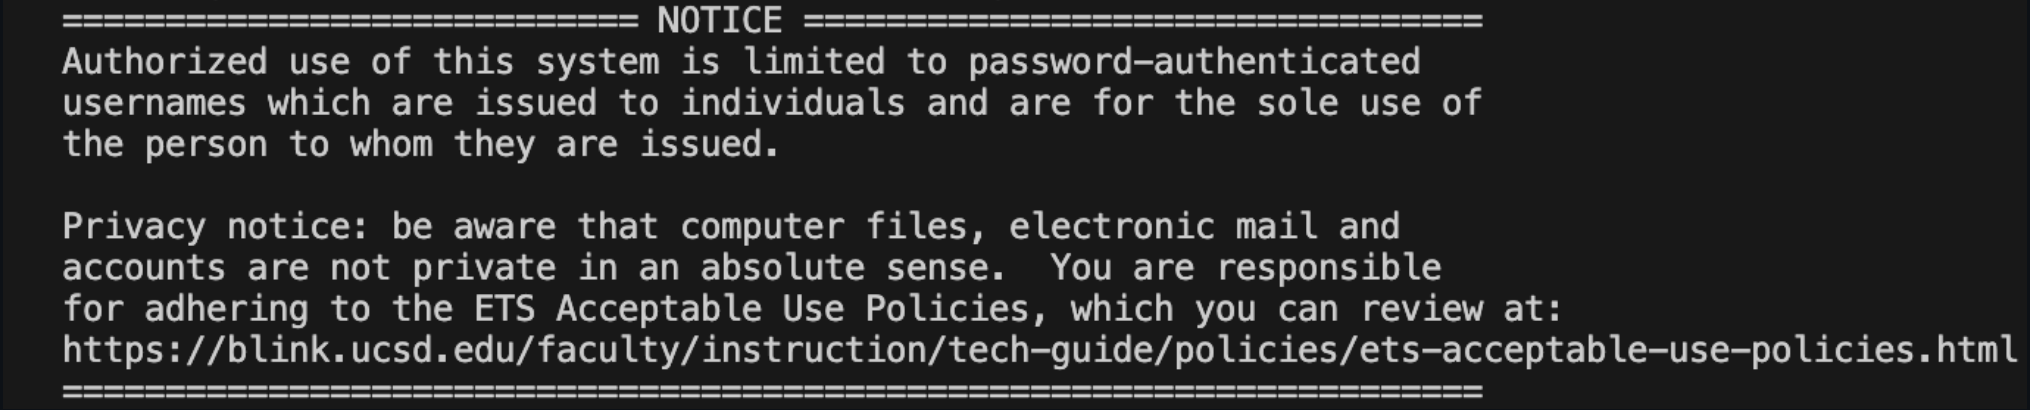 ============================ NOTICE =================================
Authorized use of this system is limited to password-authenticated
usernames which are issued to individuals and are for the sole use of
the person to whom they are issued.

Privacy notice: be aware that computer files, electronic mail and
accounts are not private in an absolute sense.  You are responsible
for adhering to the ETS Acceptable Use Policies, which you can review at:
https://blink.ucsd.edu/faculty/instruction/tech-guide/policies/ets-acceptable-use-policies.html
=====================================================================